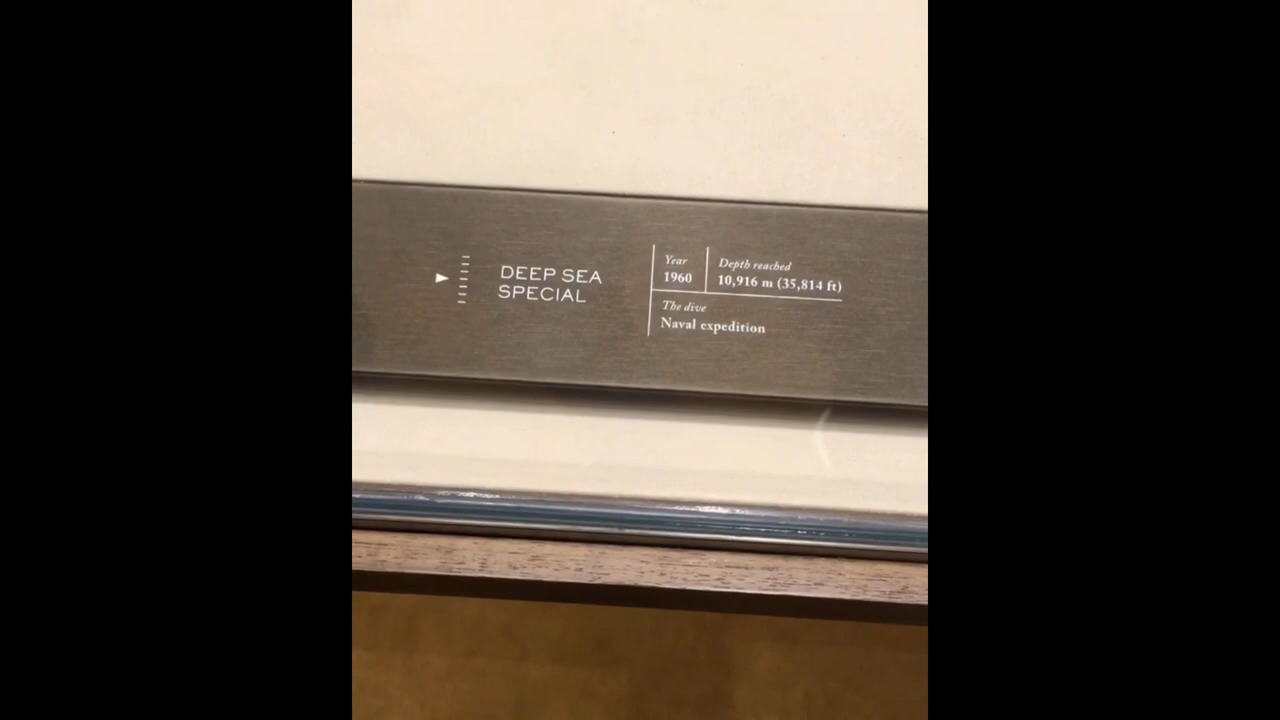 DEEP SEA
SPECIAL
Year
1960
Depth reached
10,916 m (35,814 ft)
The dive
Naval expedition